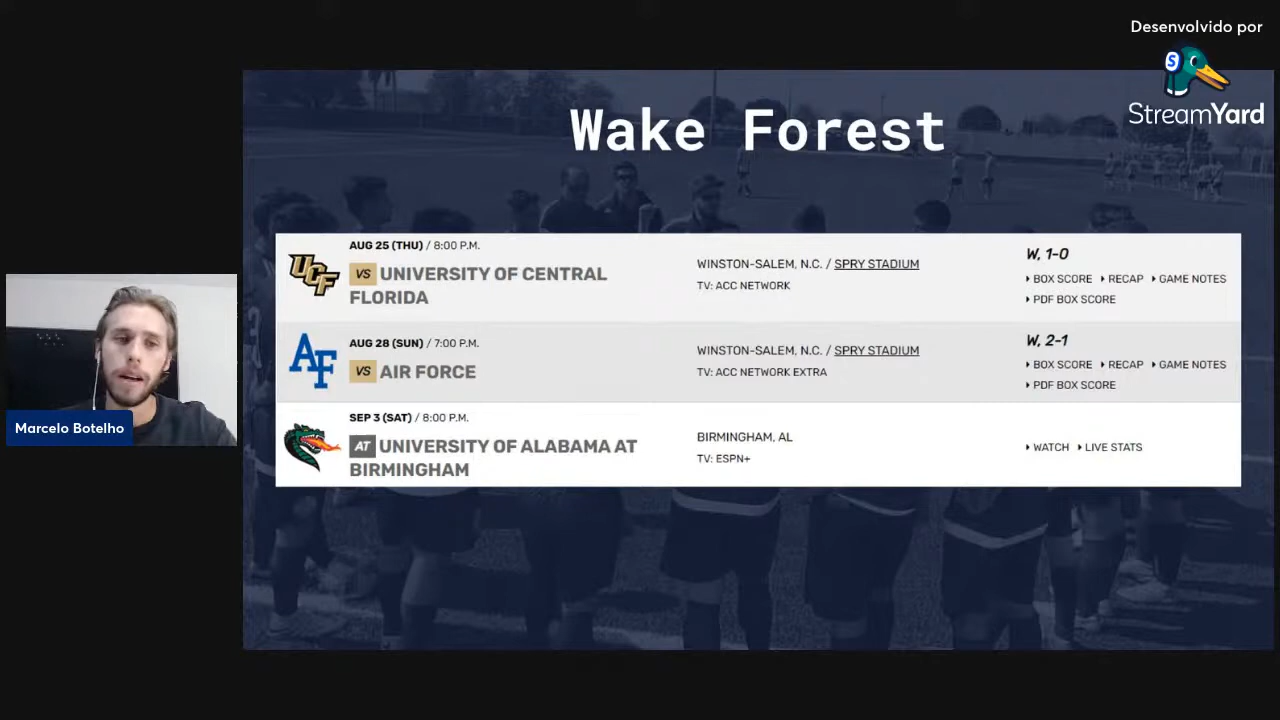 Desenvolvido por
S
StreamYard
Wake Forest
UCF
AUG 25 (THU) / 8:00 P.M.
VS UNIVERSITY OF CENTRAL
FLORIDA
WINSTON-SALEM, N.C. / SPRY STADIUM
TV: ACC NETWORK
W, 1-0
BOX SCORE RECAP GAME NOTES
PDF BOX SCORE
AF
AUG 28 (SUN) / 7:00 P.M.
VS AIR FORCE
WINSTON-SALEM, N.C. / SPRY STADIUM
TV: ACC NETWORK EXTRA
W, 2-1
BOX SCORE RECAP GAME NOTES
PDF BOX SCORE
SEP 3 (SAT) / 8:00 P.M.
AT UNIVERSITY OF ALABAMA AT
BIRMINGHAM
BIRMINGHAM, AL
TV: ESPN+
WATCH LIVE STATS
Marcelo Botelho